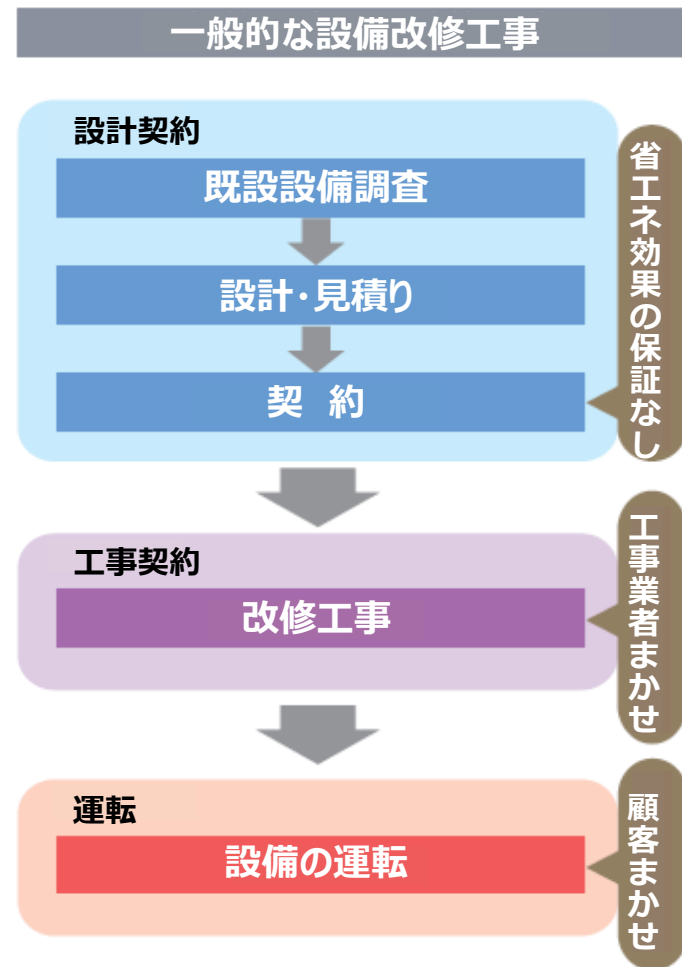 一般的な設備改修工事
設計契約
既設設備調査
設計・見積り
契 約
省エネ効果の保証なし
工事契約
改修工事
工事業者まかせ
運転
設備の運転
顧客まかせ